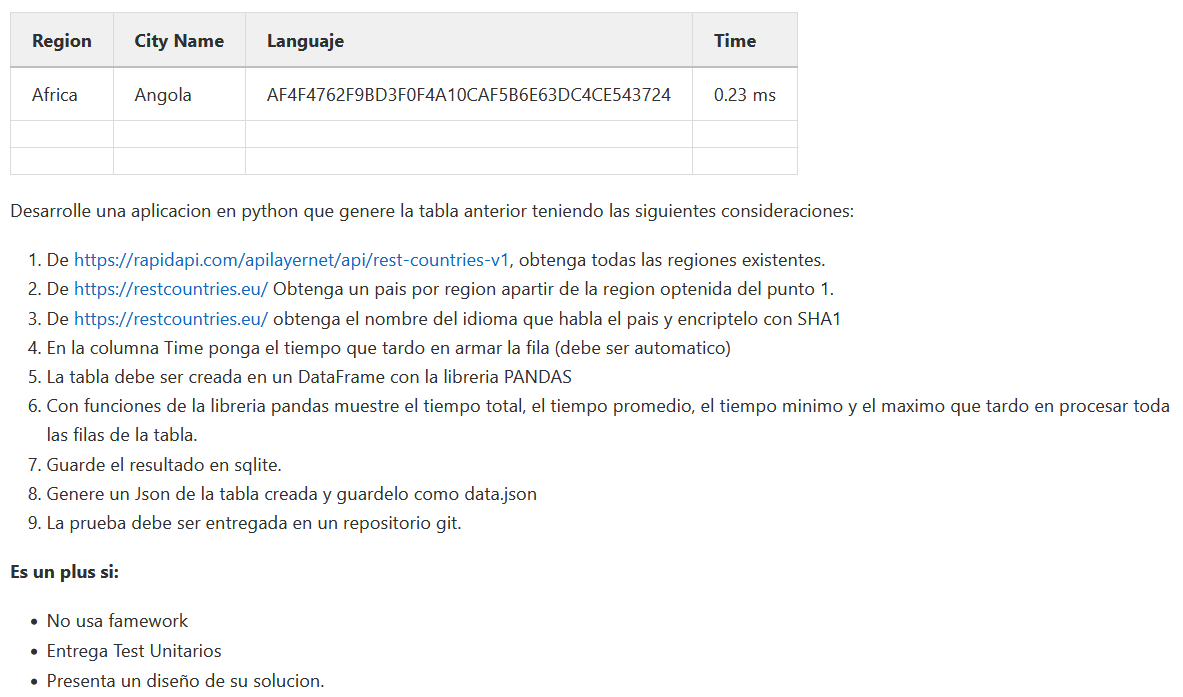 Region City Name Languaje Time
Africa Angola AF4F4762F9BD3F0F4A10CAF5B6E63DC4CE543724 0.23 ms
Desarrolle una aplicacion en python que genere la tabla anterior teniendo las siguientes consideraciones:
1. De https://rapidapi.com/apilayernet/api/rest-countries-v1, obtenga todas las regiones existentes.
2. De https://restcountries.eu/ Obtenga un pais por region apartir de la region optenida del punto 1.
3. De https://restcountries.eu/ obtenga el nombre del idioma que habla el pais y encriptelo con SHA1
4. En la columna Time ponga el tiempo que tardo en armar la fila (debe ser automatico)
5. La tabla debe ser creada en un DataFrame con la libreria PANDAS
6. Con funciones de la libreria pandas muestre el tiempo total, el tiempo promedio, el tiempo minimo y el maximo que tardo en procesar toda
las filas de la tabla.
7. Guarde el resultado en sqlite.
8. Genere un Json de la tabla creada y guardelo como data.json
9. La prueba debe ser entregada en un repositorio git.
Es un plus si:
• No usa famework
• Entrega Test Unitarios
• Presenta un diseño de su solucion.